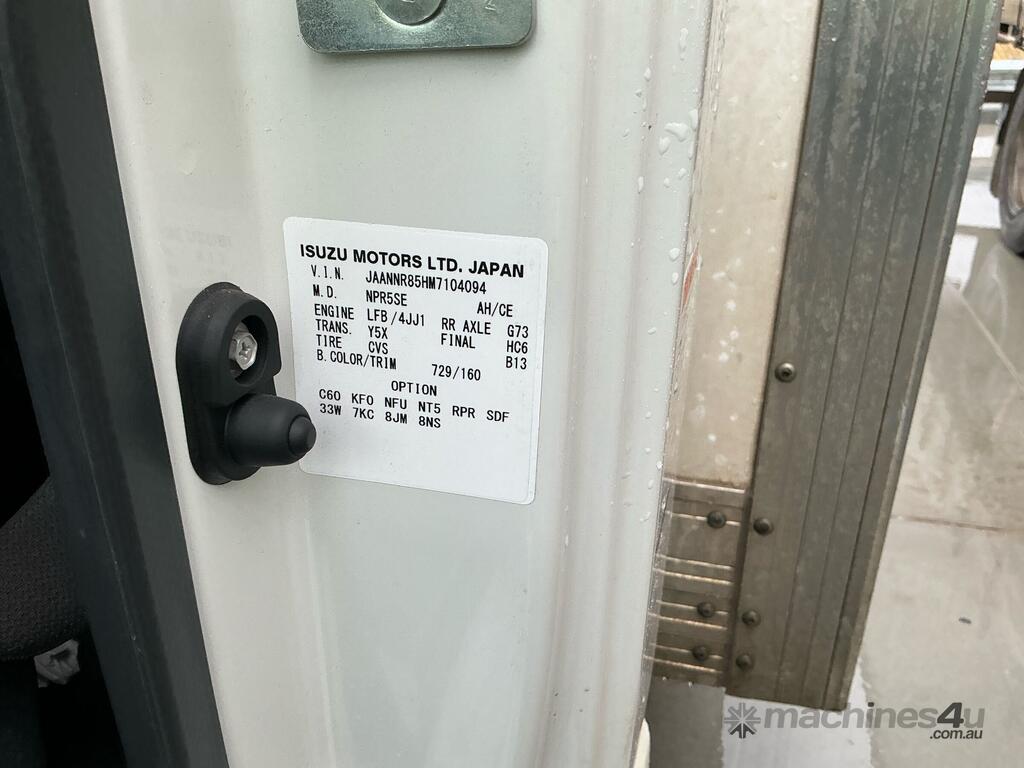 ISUZU MOTORS LTD. JAPAN
V.I.N. JAANNR85HM7104094
M.D. NPR5SE AH/CE
ENGINE LFB/4JJ1 RR AXLE G73
TRANS. Y5X FINAL HC6
TIRE CVS B13
B.COLOR/TRIM 729/160
OPTION
C60 KFO NFU NT5 RPR SDF
33W 7KC 8JM 8NS
machines4u
.com.au